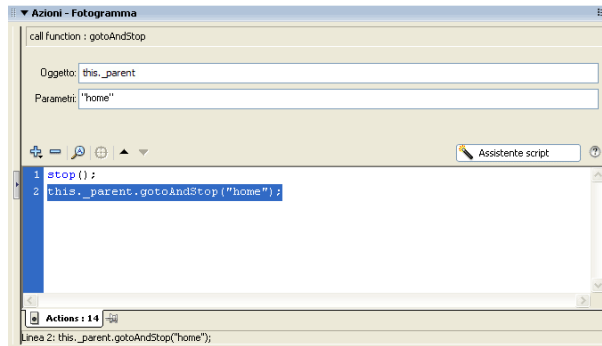 Azioni - Fotogramma
call function : gotoAndStop
Oggetto: this._parent
Parametri: "home"
Assistente script
1 stop();
2 this._parent.gotoAndStop("home");
Actions : 14
Linea 2: this._parent.gotoAndStop("home");